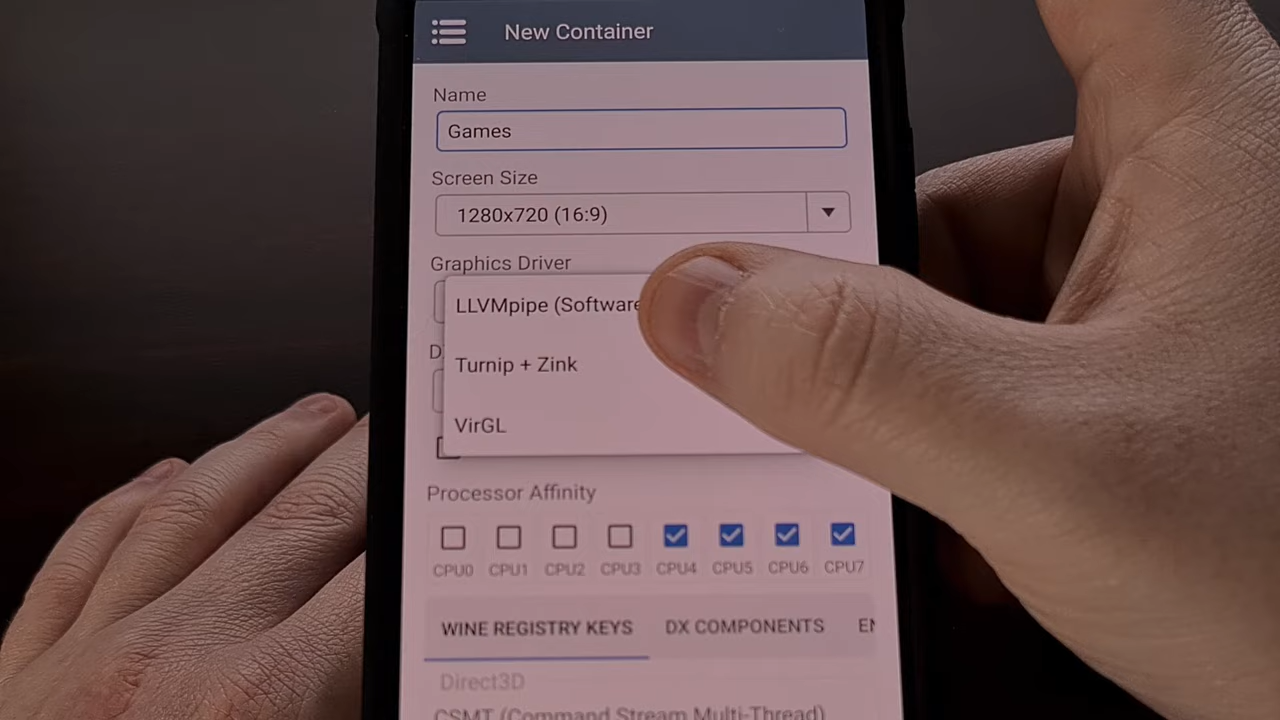 New Container
Name
Games
Screen Size
1280x720 (16:9)
Graphics Driver
LLVMpipe (Software
D
Turnip + Zink
VirGL
Processor Affinity
CPU0 CPU1 CPU2 CPU3 CPU4 CPU5 CPU6 CPU7
WINE REGISTRY KEYS DX COMPONENTS EN
Direct3D
CSMT (Command Stream Multi-Thread)